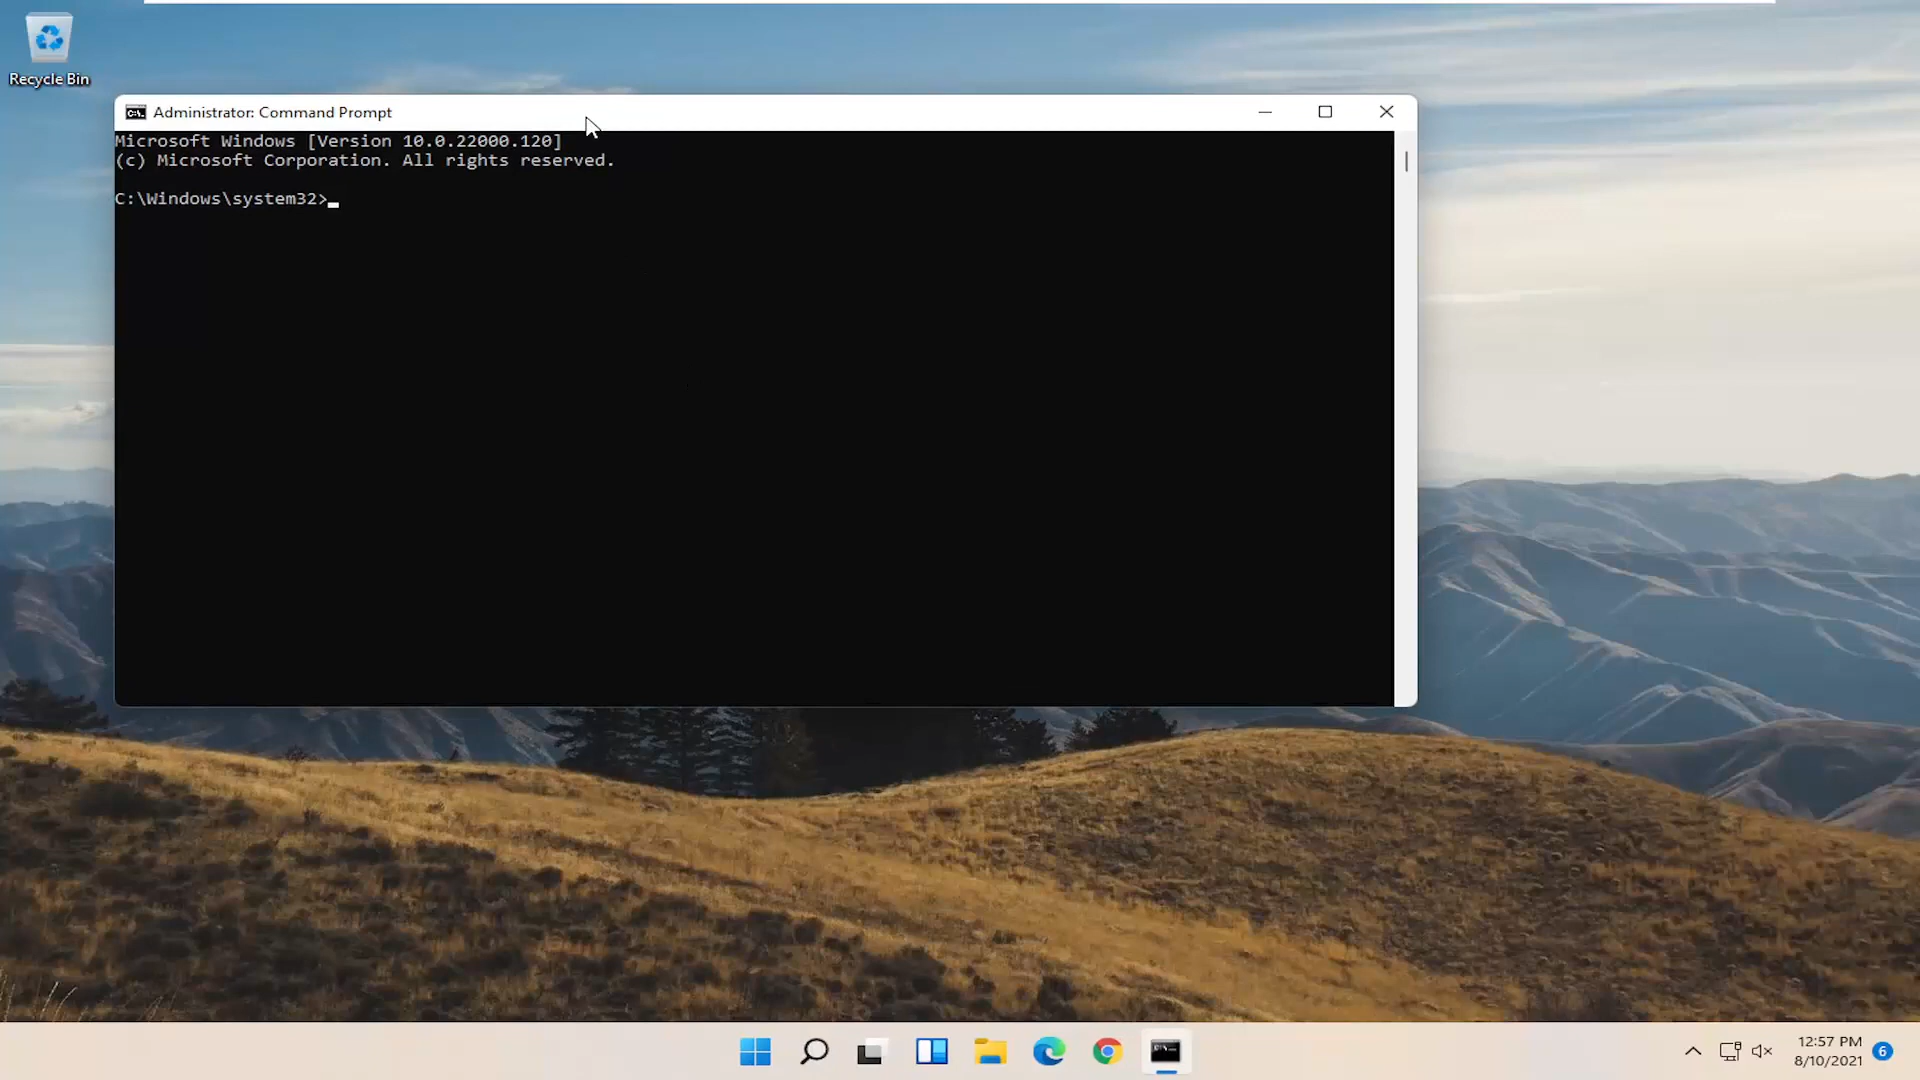 Recycle Bin
Administrator: Command Prompt
Microsoft Windows [Version 10.0.22000.120]
(c) Microsoft Corporation. All rights reserved.
C:\Windows\system32>
12:57 PM
8/10/2021
6